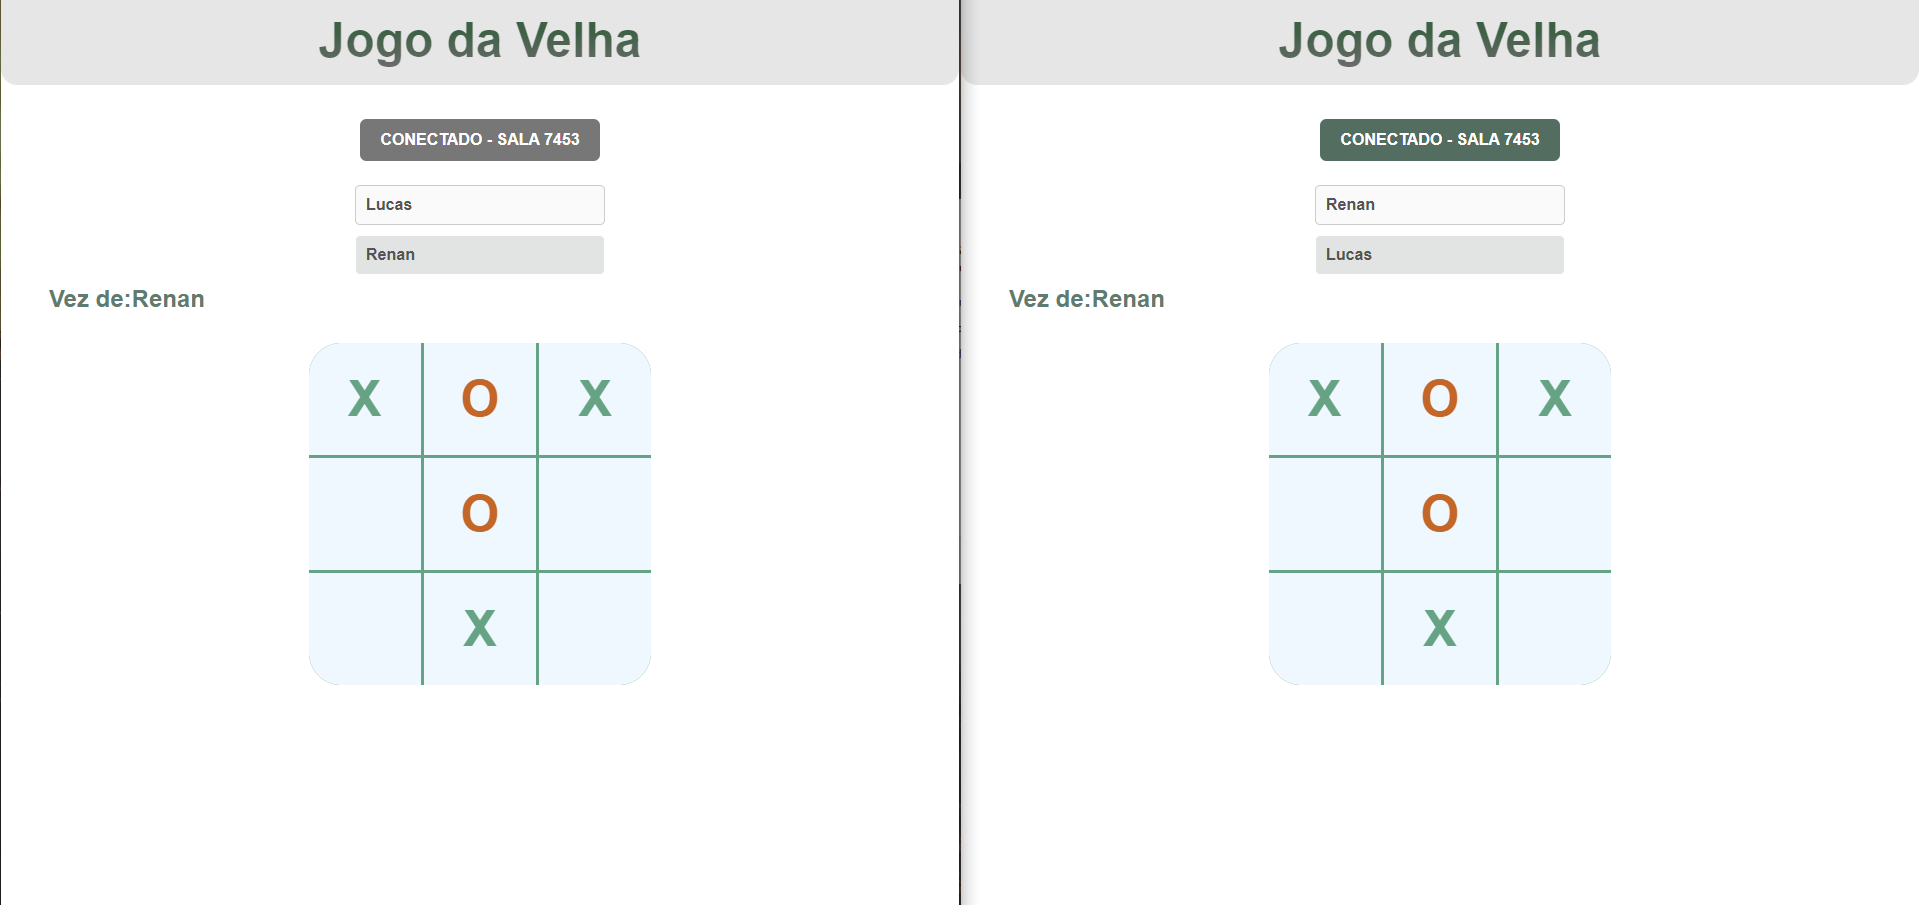 Jogo da Velha
CONECTADO - SALA 7453
Lucas
Renan
Vez de:Renan
X O X
O
X
Jogo da Velha
CONECTADO - SALA 7453
Renan
Lucas
Vez de:Renan
X O X
O
X